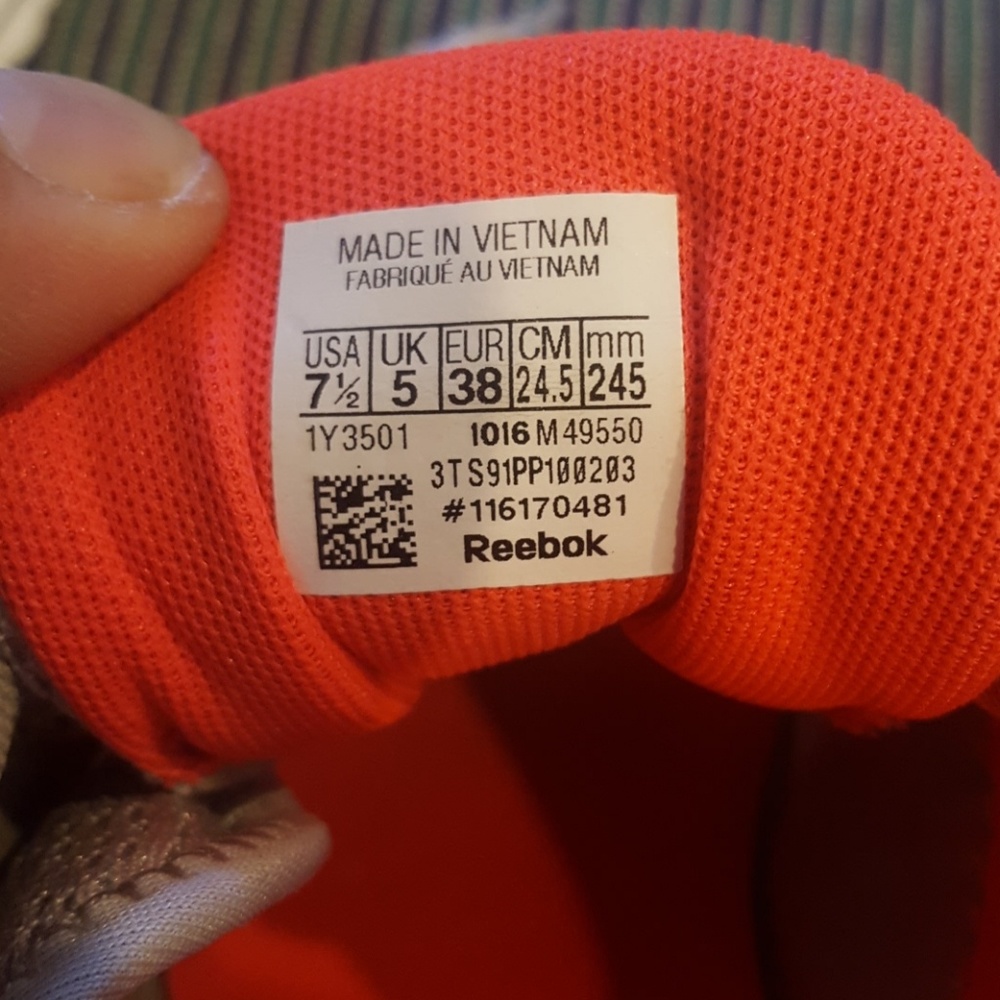 MADE IN VIETNAM
FABRIQUÉ AU VIETNAM
USA UK EUR CM mm
7½ 5 38 24.5 245
1Y3501 1016 M49550
3TS91PP100203
#116170481
Reebok